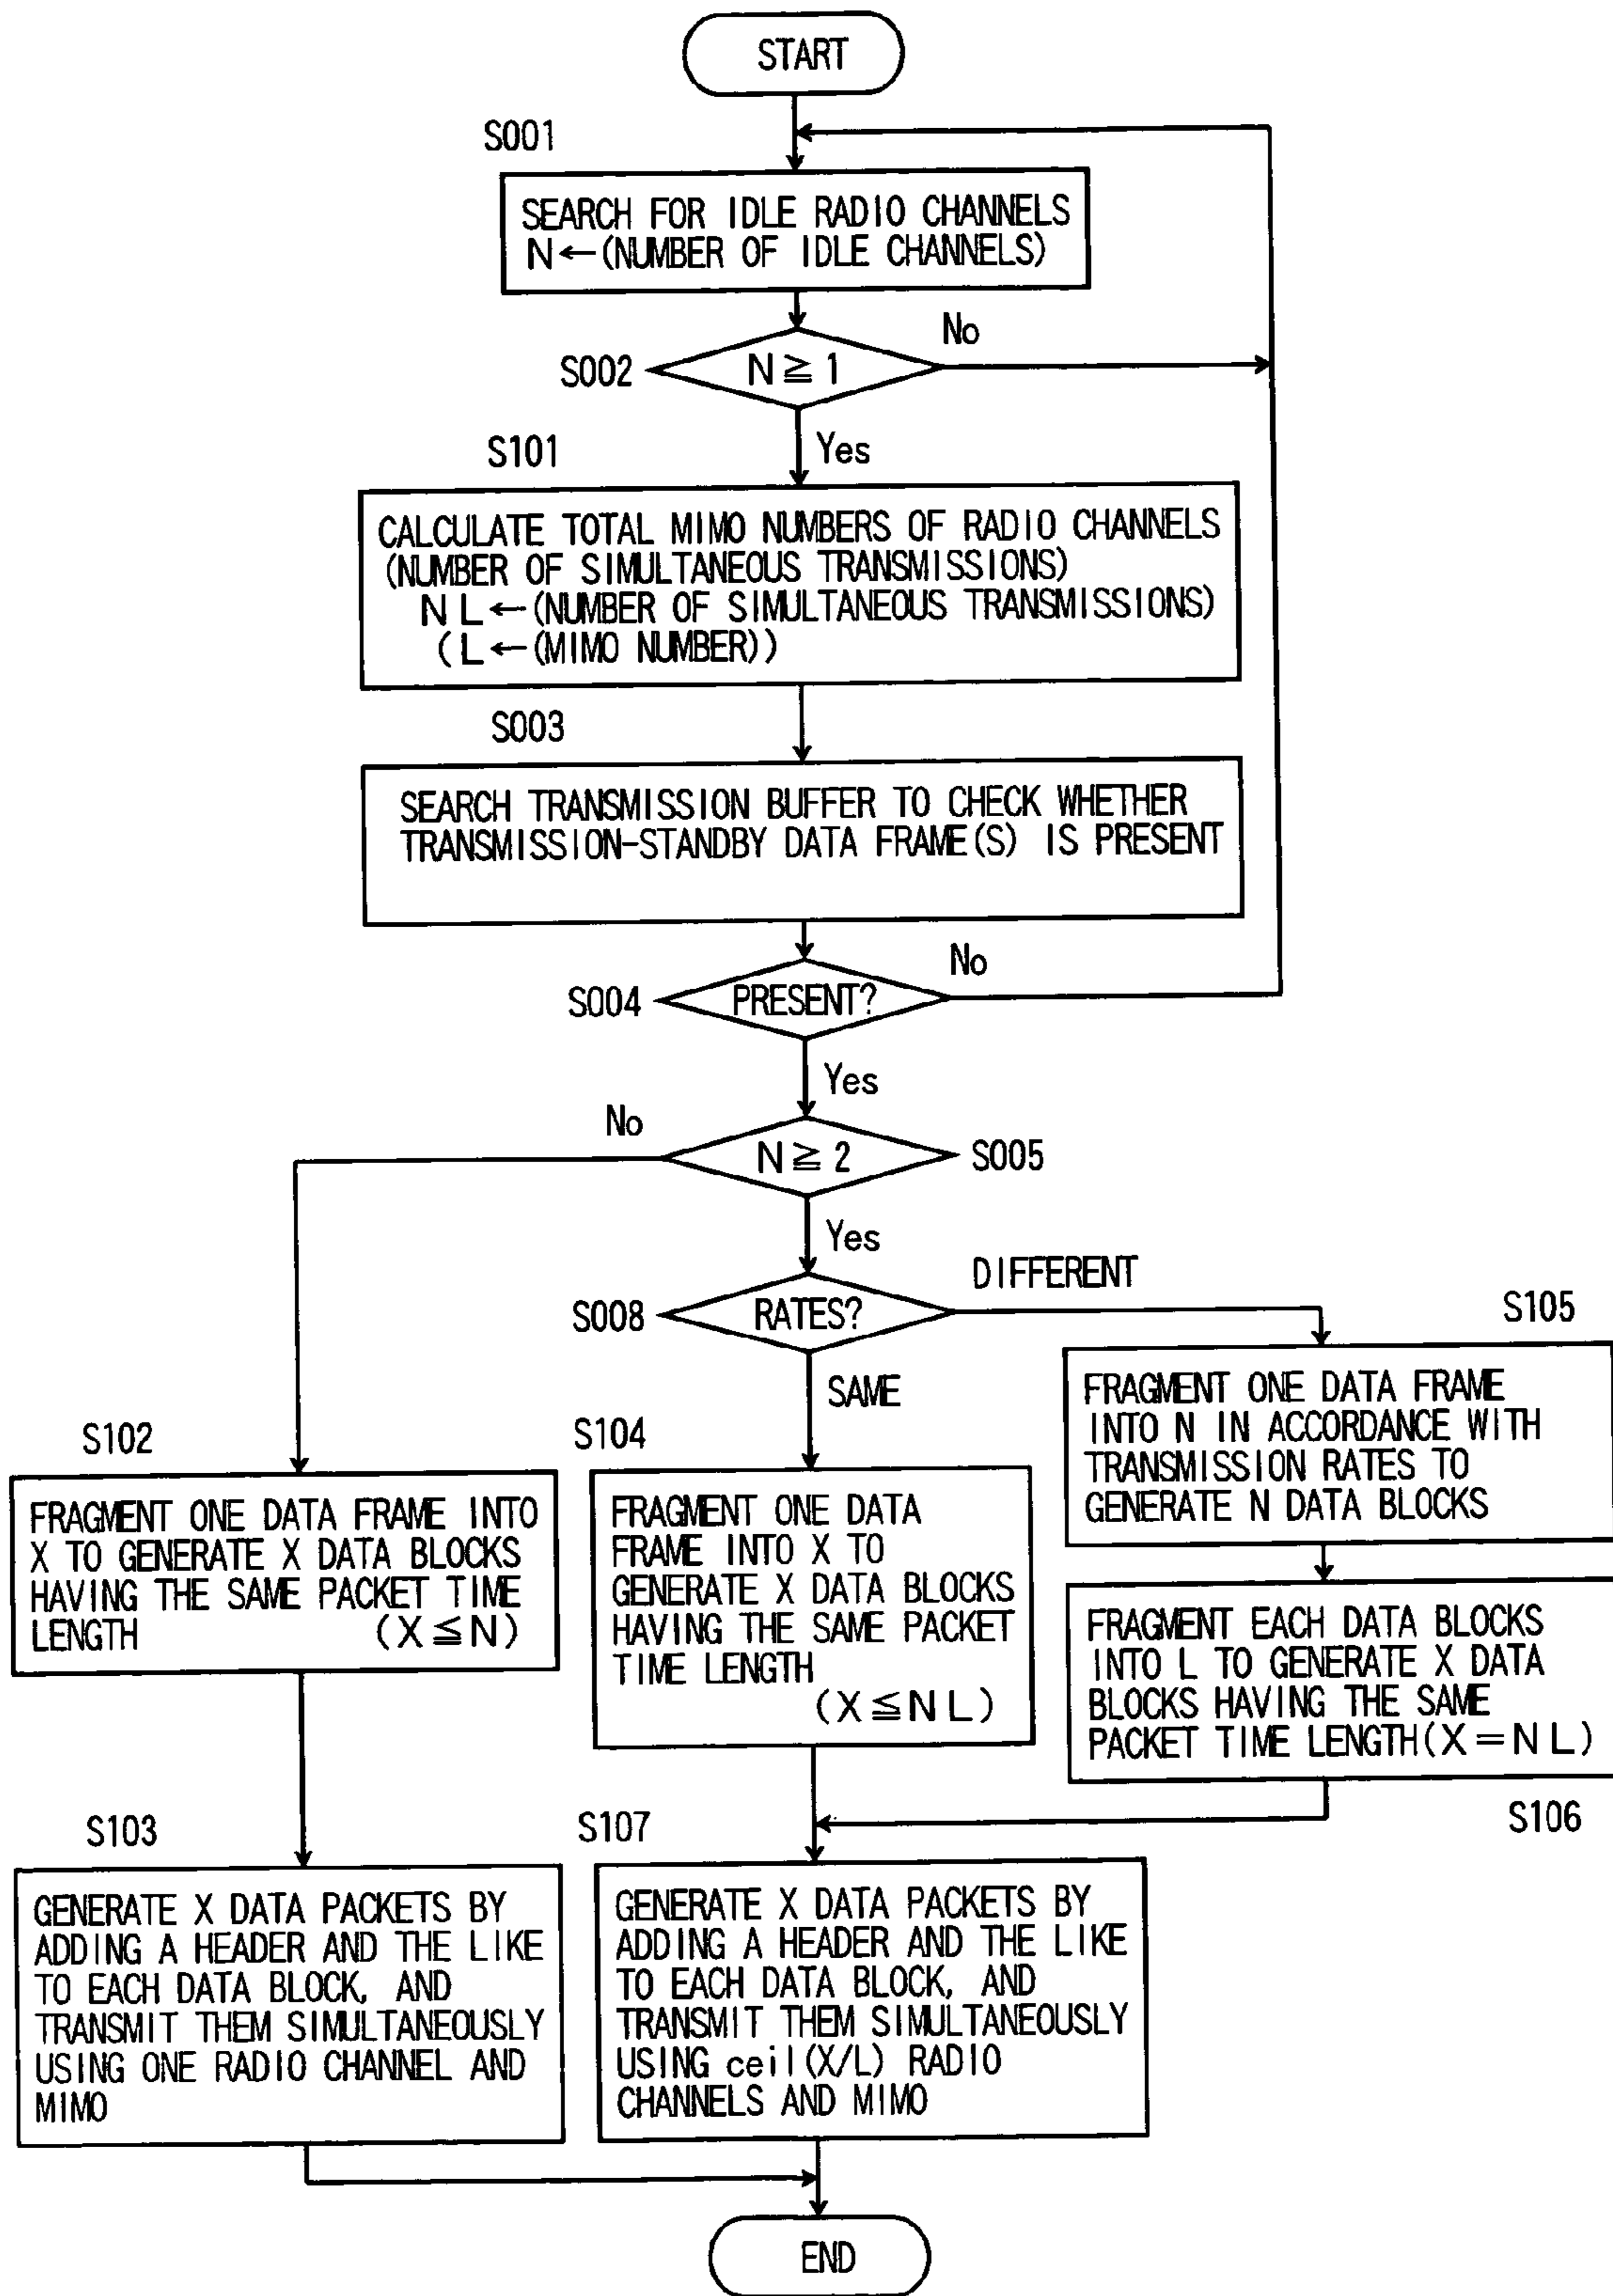 START
S001
SEARCH FOR IDLE RADIO CHANNELS
N←(NUMBER OF IDLE CHANNELS)
No
S002
N≧1
Yes
S101
CALCULATE TOTAL MIMO NUMBERS OF RADIO CHANNELS
(NUMBER OF SIMULTANEOUS TRANSMISSIONS)
NL←(NUMBER OF SIMULTANEOUS TRANSMISSIONS)
(L←(MIMO NUMBER))
S003
SEARCH TRANSMISSION BUFFER TO CHECK WHETHER
TRANSMISSION-STANDBY DATA FRAME(S) IS PRESENT
No
S004
PRESENT?
Yes
No
N≧2
S005
Yes
DIFFERENT
S008
RATES?
SAME
S105
FRAGMENT ONE DATA FRAME
INTO N IN ACCORDANCE WITH
TRANSMISSION RATES TO
GENERATE N DATA BLOCKS
S102
FRAGMENT ONE DATA FRAME INTO
X TO GENERATE X DATA BLOCKS
HAVING THE SAME PACKET TIME
LENGTH (X≦N)
S104
FRAGMENT ONE DATA
FRAME INTO X TO
GENERATE X DATA BLOCKS
HAVING THE SAME PACKET
TIME LENGTH
(X≦NL)
FRAGMENT EACH DATA BLOCKS
INTO L TO GENERATE X DATA
BLOCKS HAVING THE SAME
PACKET TIME LENGTH(X=NL)
S106
S103
GENERATE X DATA PACKETS BY
ADDING A HEADER AND THE LIKE
TO EACH DATA BLOCK, AND
TRANSMIT THEM SIMULTANEOUSLY
USING ONE RADIO CHANNEL AND
MIMO
S107
GENERATE X DATA PACKETS BY
ADDING A HEADER AND THE LIKE
TO EACH DATA BLOCK, AND
TRANSMIT THEM SIMULTANEOUSLY
USING ceil(X/L) RADIO
CHANNELS AND MIMO
END